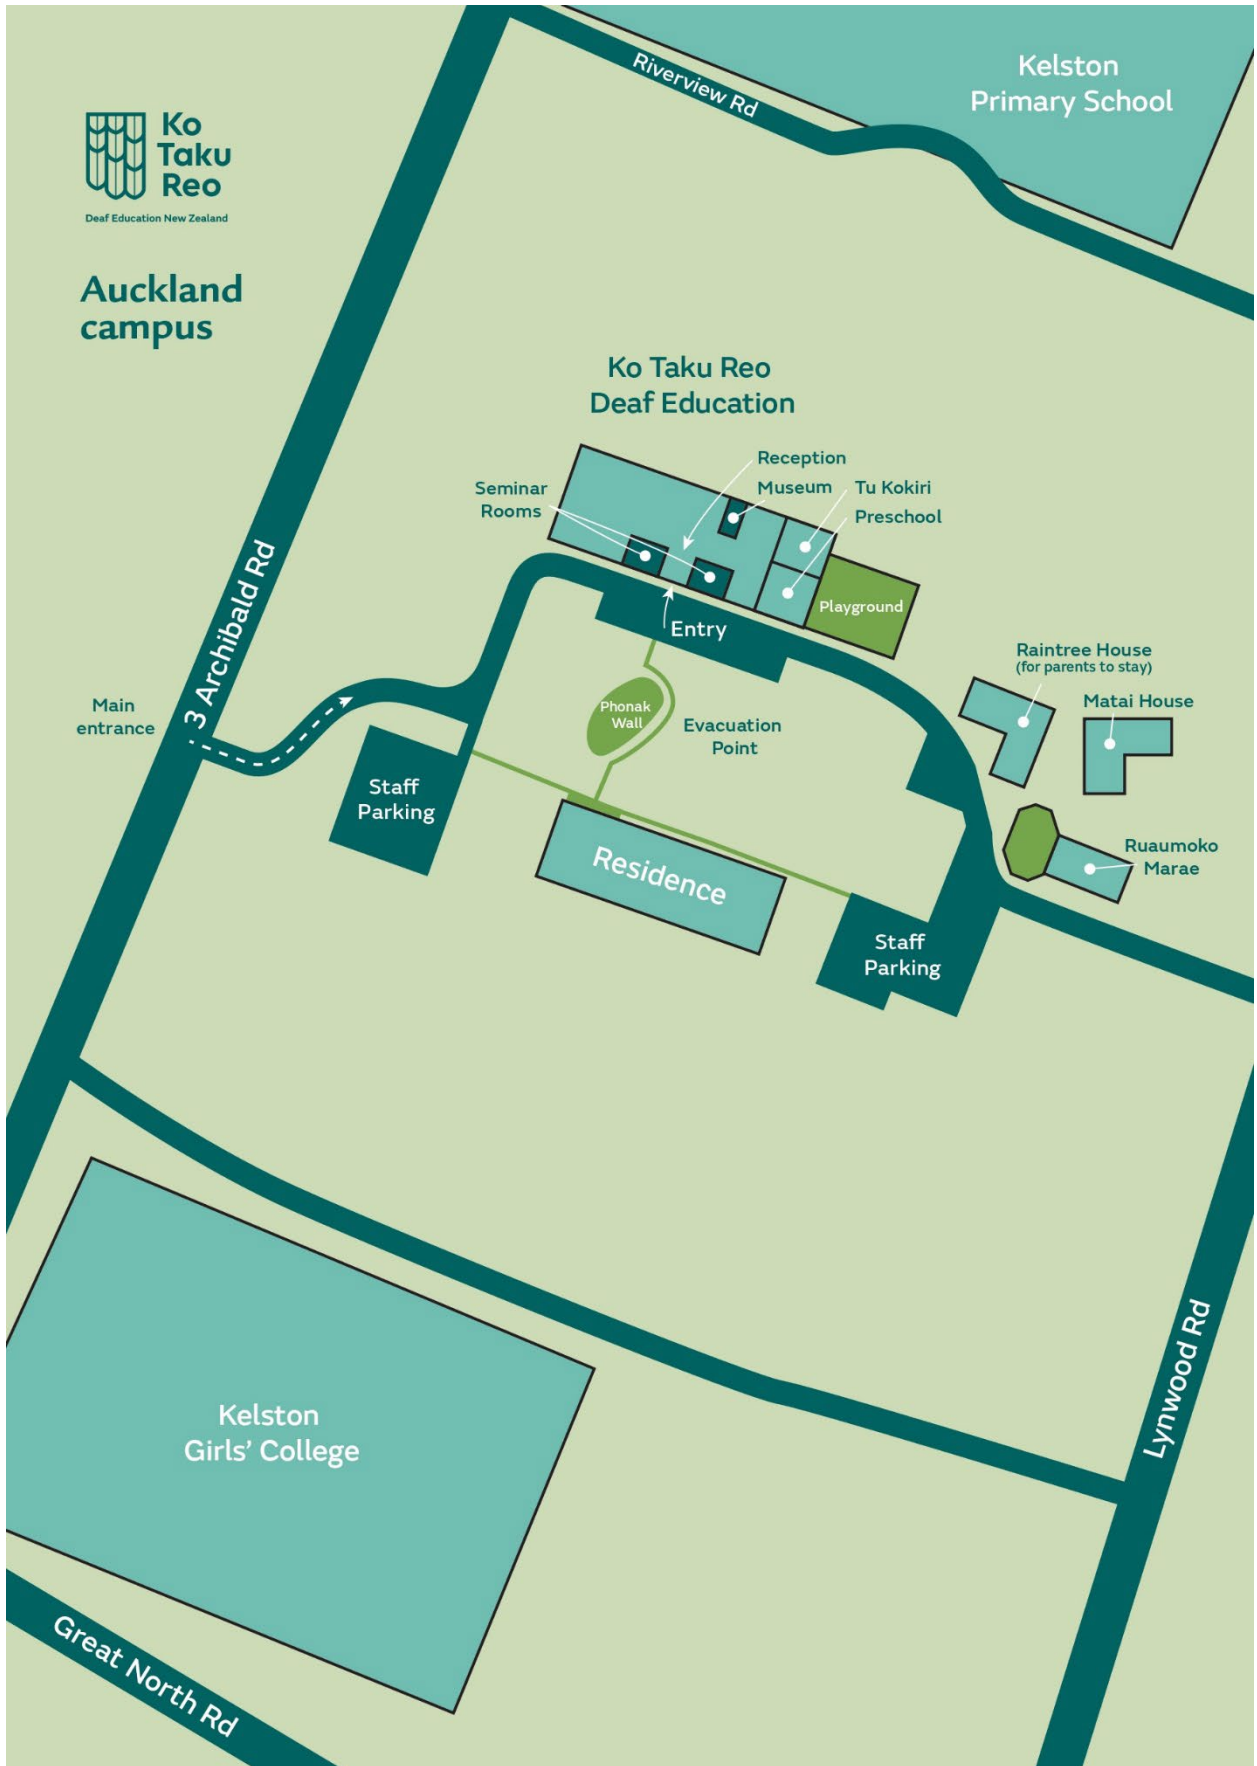 Ko
Taku
Reo
Deaf Education New Zealand
Auckland
campus
Riverview Rd
Kelston
Primary School
Ko Taku Reo
Deaf Education
Reception
Museum
Tu Kokiri
Preschool
Seminar
Rooms
Playground
Entry
3 Archibald Rd
Main
entrance
Phonak
Wall
Evacuation
Point
Raintree House
(for parents to stay)
Matai House
Staff
Parking
Residence
Ruaumoko
Marae
Staff
Parking
Kelston
Girls’ College
Lynwood Rd
Great North Rd